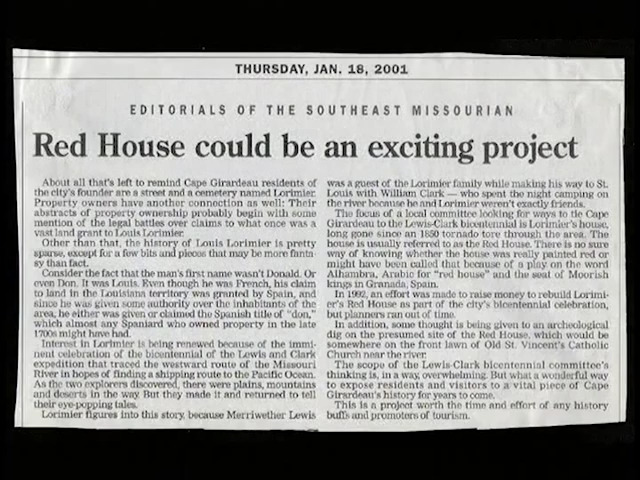 THURSDAY, JAN. 18, 2001
EDITORIALS OF THE SOUTHEAST MISSOURIAN
Red House could be an exciting project
About all that's left to remind Cape Girardeau residents of
the city's founder are a street and a cemetery named Lorimier.
Property owners have another connection as well: Their
abstracts of property ownership probably begin with some
mention of the legal battles over claims to what once was a
vast land grant to Louis Lorimier.
Other than that, the history of Louis Lorimier is pretty
sparse, except for a few bits and pieces that may be more fanta-
sy than fact.
Consider the fact that the man's first name wasn't Donald. Or
even Don. It was Louis. Even though he was French, his claim
to land in the Louisiana territory was granted by Spain, and
since he was given some authority over the inhabitants of the
area, he either was given or claimed the Spanish title of "don,"
which almost any Spaniard who owned property in the late
1700s might have had.
Interest in Lorimier is being renewed because of the immi-
nent celebration of the bicentennial of the Lewis and Clark
expedition that traced the westward route of the Missouri
River in hopes of finding a shipping route to the Pacific Ocean.
As the two explorers discovered, there were plains, mountains
and deserts in the way. But they made it and returned to tell
their eye-popping tales.
Lorimier figures into this story, because Merriwether Lewis
was a guest of the Lorimier family while making his way to St.
Louis with William Clark — who spent the night camping on
the river because he and Lorimier weren't exactly friends.
The focus of a local committee looking for ways to tie Cape
Girardeau to the Lewis-Clark bicentennial is Lorimier's house,
long gone since an 1850 tornado tore through the area. The
house is usually referred to as the Red House. There is no sure
way of knowing whether the house was really painted red or
might have been called that because of a play on the word
Alhambra, Arabic for "red house" and the seat of Moorish
kings in Granada, Spain.
In 1992, an effort was made to raise money to rebuild Lorimi-
er's House as part of the city's bicentennial celebration,
but planners ran out of time.
In addition, some thought is being given to an archeological
dig on the presumed site of the Red House, which would be
somewhere on the front lawn of Old St. Vincent's Catholic
Church near the river.
The scope of the Lewis-Clark bicentennial committee's
thinking is, in a way, overwhelming. But what a wonderful way
to expose residents and visitors to a vital piece of Cape
Girardeau's history for years to come.
This is a project worth the time and effort of any history
buffs and promoters of tourism.